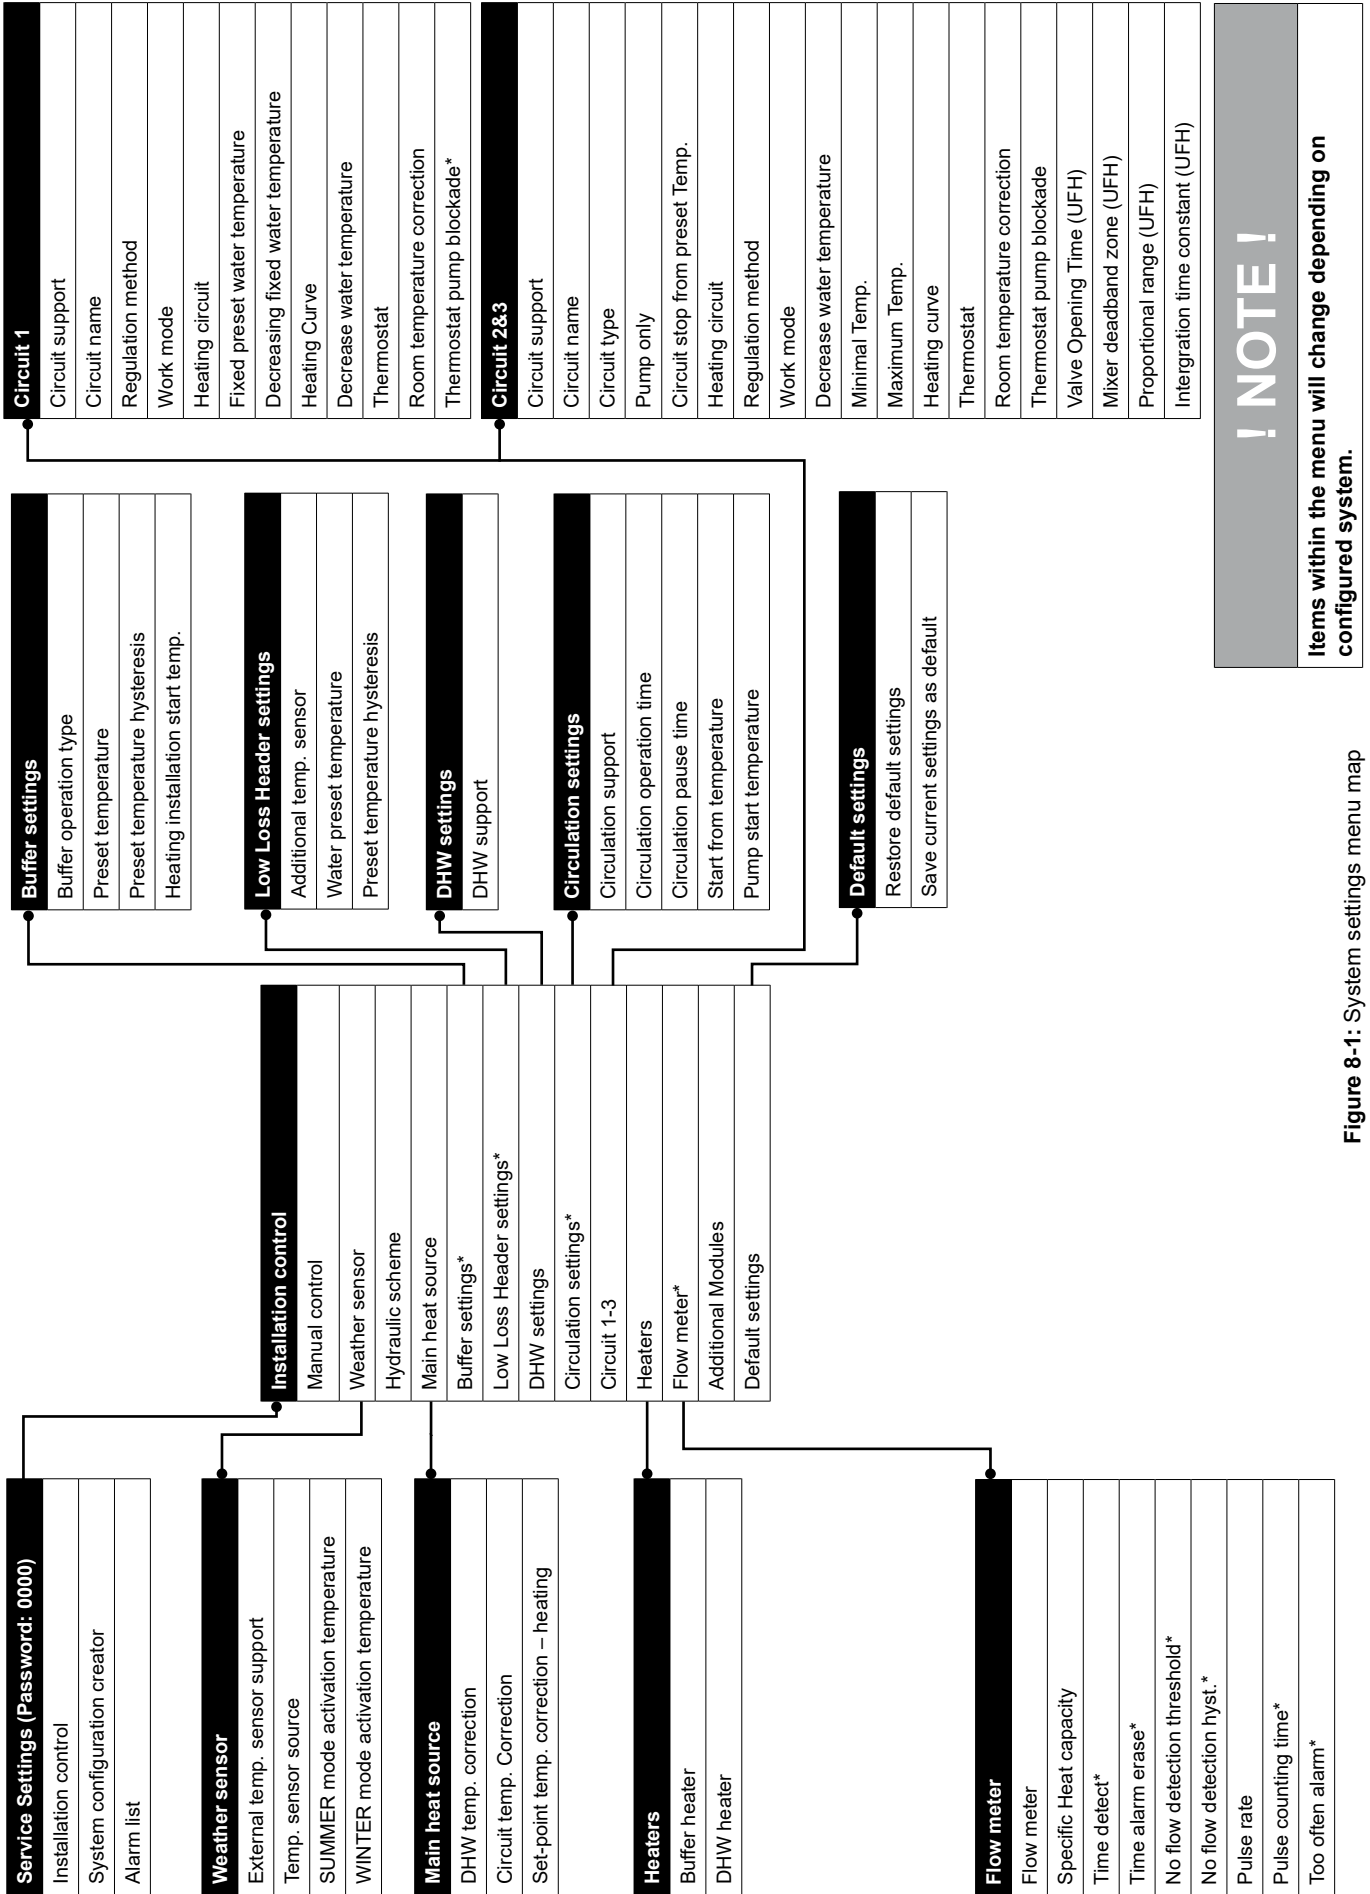 Service Settings (Password: 0000)
Installation control
System configuration creator
Alarm list
Weather sensor
External temp. sensor support
Temp. sensor source
SUMMER mode activation temperature
WINTER mode activation temperature
Main heat source
DHW temp. correction
Circuit temp. Correction
Set-point temp. correction – heating
Heaters
Buffer heater
DHW heater
Flow meter
Flow meter
Specific Heat capacity
Time detect*
Time alarm erase*
No flow detection threshold*
No flow detection hyst.*
Pulse rate
Pulse counting time*
Too often alarm*
Installation control
Manual control
Weather sensor
Hydraulic scheme
Main heat source
Buffer settings*
Low Loss Header settings*
DHW settings
Circulation settings*
Circuit 1-3
Heaters
Flow meter*
Additional Modules
Default settings
Buffer settings
Buffer operation type
Preset temperature
Preset temperature hysteresis
Heating installation start temp.
Low Loss Header settings
Additional temp. sensor
Water preset temperature
Preset temperature hysteresis
DHW settings
DHW support
Circulation settings
Circulation support
Circulation operation time
Circulation pause time
Start from temperature
Pump start temperature
Default settings
Restore default settings
Save current settings as default
Circuit 1
Circuit support
Circuit name
Regulation method
Work mode
Heating circuit
Fixed preset water temperature
Decreasing fixed water temperature
Heating Curve
Decrease water temperature
Thermostat
Room temperature correction
Thermostat pump blockade*
Circuit 2&3
Circuit support
Circuit name
Circuit type
Pump only
Circuit stop from preset Temp.
Heating circuit
Regulation method
Work mode
Decrease water temperature
Minimal Temp.
Maximum Temp.
Heating curve
Thermostat
Room temperature correction
Thermostat pump blockade
Valve Opening Time (UFH)
Mixer deadband zone (UFH)
Proportional range (UFH)
Intergration time constant (UFH)
! NOTE !
Items within the menu will change depending on
configured system.
Figure 8-1: System settings menu map